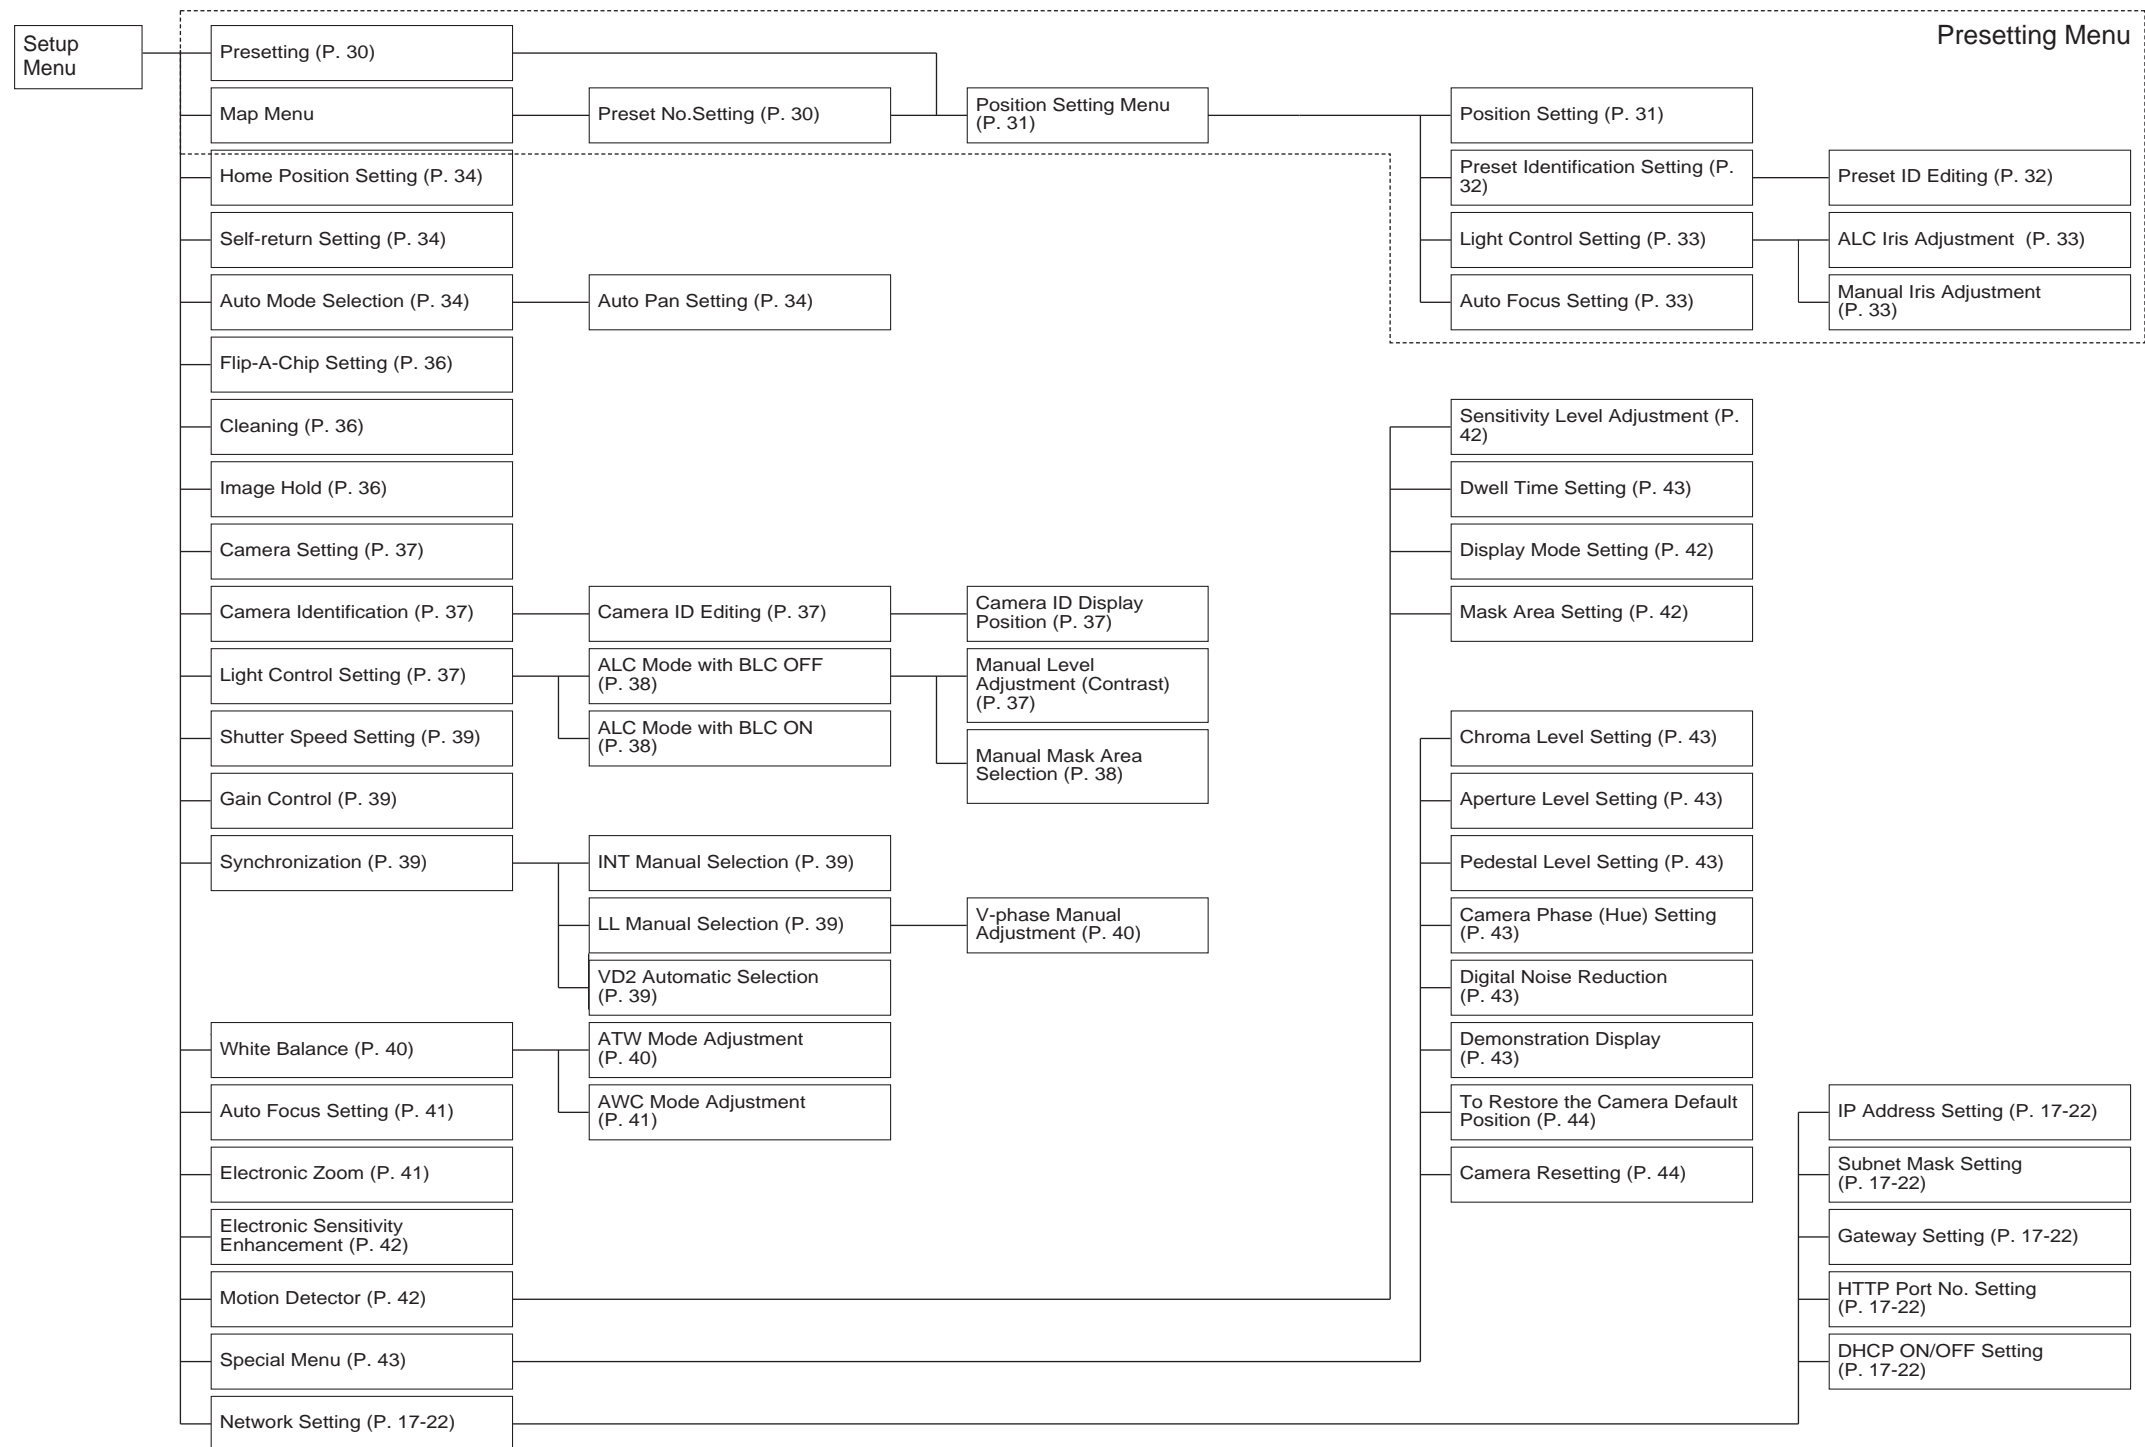 Setup
Menu
Presetting Menu
Presetting (P. 30)
Map Menu
Preset No.Setting (P. 30)
Position Setting Menu
(P. 31)
Position Setting (P. 31)
Home Position Setting (P. 34)
Preset Identification Setting (P.
32)
Preset ID Editing (P. 32)
Self-return Setting (P. 34)
Light Control Setting (P. 33)
ALC Iris Adjustment  (P. 33)
Auto Mode Selection (P. 34)
Auto Pan Setting (P. 34)
Auto Focus Setting (P. 33)
Manual Iris Adjustment
(P. 33)
Flip-A-Chip Setting (P. 36)
Cleaning (P. 36)
Sensitivity Level Adjustment (P.
42)
Image Hold (P. 36)
Dwell Time Setting (P. 43)
Camera Setting (P. 37)
Display Mode Setting (P. 42)
Camera Identification (P. 37)
Camera ID Editing (P. 37)
Camera ID Display
Position (P. 37)
Mask Area Setting (P. 42)
Light Control Setting (P. 37)
ALC Mode with BLC OFF
(P. 38)
Manual Level
Adjustment (Contrast)
(P. 37)
Shutter Speed Setting (P. 39)
ALC Mode with BLC ON
(P. 38)
Manual Mask Area
Selection (P. 38)
Chroma Level Setting (P. 43)
Gain Control (P. 39)
Aperture Level Setting (P. 43)
Synchronization (P. 39)
INT Manual Selection (P. 39)
Pedestal Level Setting (P. 43)
LL Manual Selection (P. 39)
V-phase Manual
Adjustment (P. 40)
Camera Phase (Hue) Setting
(P. 43)
VD2 Automatic Selection
(P. 39)
Digital Noise Reduction
(P. 43)
White Balance (P. 40)
ATW Mode Adjustment
(P. 40)
Demonstration Display
(P. 43)
Auto Focus Setting (P. 41)
AWC Mode Adjustment
(P. 41)
To Restore the Camera Default
Position (P. 44)
IP Address Setting (P. 17-22)
Electronic Zoom (P. 41)
Camera Resetting (P. 44)
Subnet Mask Setting
(P. 17-22)
Electronic Sensitivity
Enhancement (P. 42)
Gateway Setting (P. 17-22)
Motion Detector (P. 42)
HTTP Port No. Setting
(P. 17-22)
Special Menu (P. 43)
DHCP ON/OFF Setting
(P. 17-22)
Network Setting (P. 17-22)